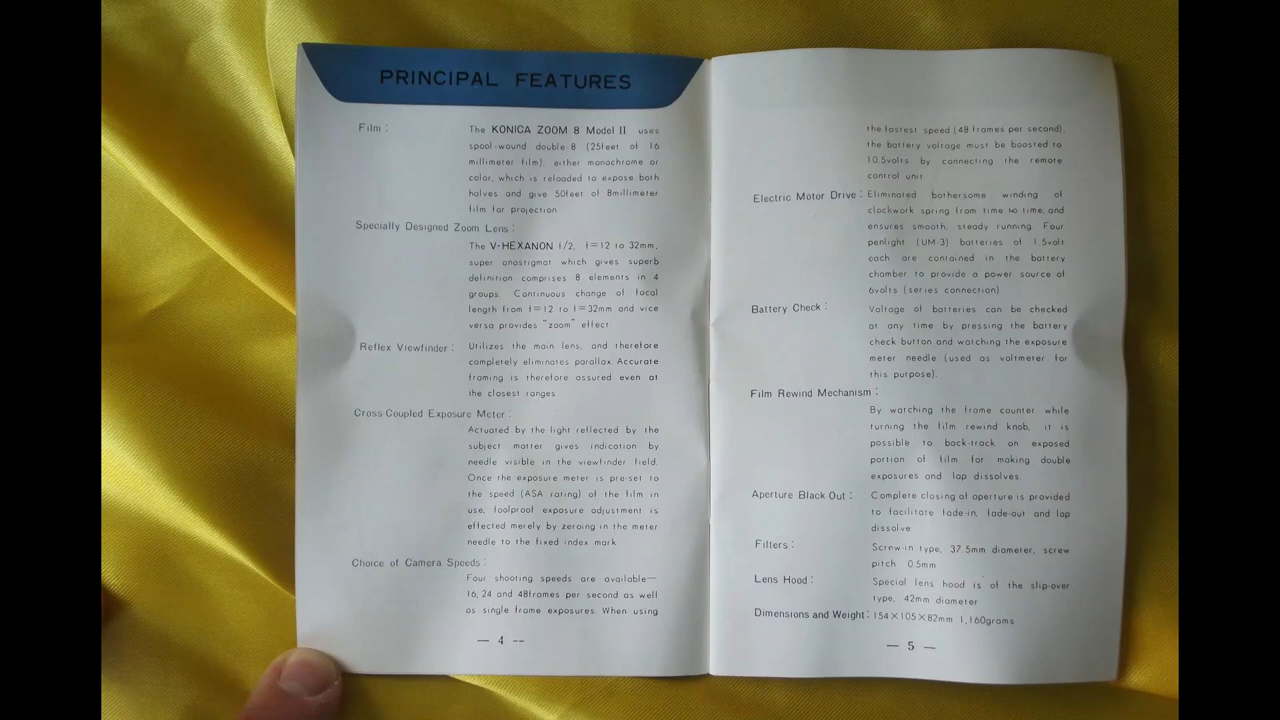 PRINCIPAL FEATURES
Film :
The KONICA ZOOM 8 Model II uses
spool-wound double-8 (25feet of 16
millimeter film), either monochrome or
color, which is reloaded to expose both
halves and give 50feet of 8millimeter
film for projection
Specially Designed Zoom Lens :
The V-HEXANON f/2, f=12 to 32mm,
super anastigmat which gives superb
definition comprises 8 elements in 4
groups. Continuous change of focal
length from f=12 to f=32mm and vice
versa provides "zoom" effect
Reflex Viewfinder : Utilizes the main lens, and therefore
completely eliminates parallax. Accurate
framing is therefore assured even at
the closest ranges
Cross-Coupled Exposure Meter :
Actuated by the light reflected by the
subject matter gives indication by
needle visible in the viewfinder field.
Once the exposure meter is pre-set to
the speed (ASA rating) of the film in
use, foolproof exposure adjustment is
effected merely by zeroing in the meter
needle to the fixed index mark
Choice of Camera Speeds :
Four shooting speeds are available—
16, 24 and 48frames per second as well
as single frame exposures. When using
— 4 --
the fastest speed (48 frames per second),
the battery voltage must be boosted to
10.5volts by connecting the remote
control unit
Electric Motor Drive : Eliminated bothersome winding of
clockwork spring from time to time, and
ensures smooth, steady running. Four
penlight (UM-3) batteries of 1.5volt
each are contained in the battery
chamber to provide a power source of
6volts (series connection)
Battery Check : Voltage of batteries can be checked
at any time by pressing the battery
check button and watching the exposure
meter needle (used as voltmeter for
this purpose).
Film Rewind Mechanism :
By watching the frame counter while
turning the film rewind knob, it is
possible to back-track an exposed
portion of film for making double
exposures and lap dissolves
Aperture Black Out : Complete closing of aperture is provided
to facilitate fade-in, fade-out and lap
dissolve
Filters : Screw-in type, 37.5mm diameter, screw
pitch 0.5mm
Lens Hood : Special lens hood is of the slip-over
type, 42mm diameter
Dimensions and Weight : 154×105×82mm 1,160grams
— 5 —